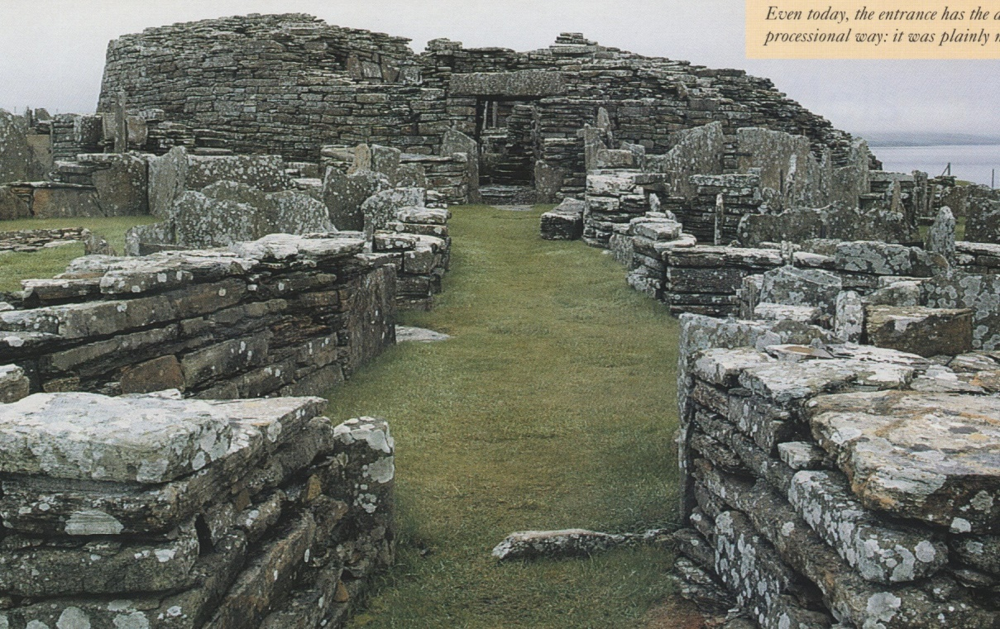 Even today, the entrance has the
processional way: it was plainly